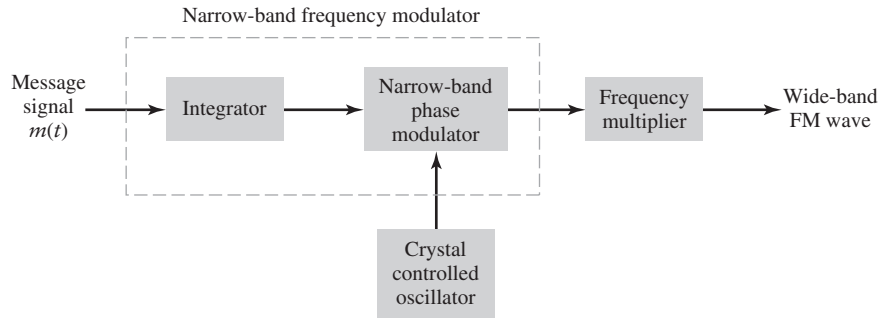 Narrow-band frequency modulator
Message
signal
m(t)
Integrator
Narrow-band
phase
modulator
Frequency
multiplier
Wide-band
FM wave
Crystal
controlled
oscillator